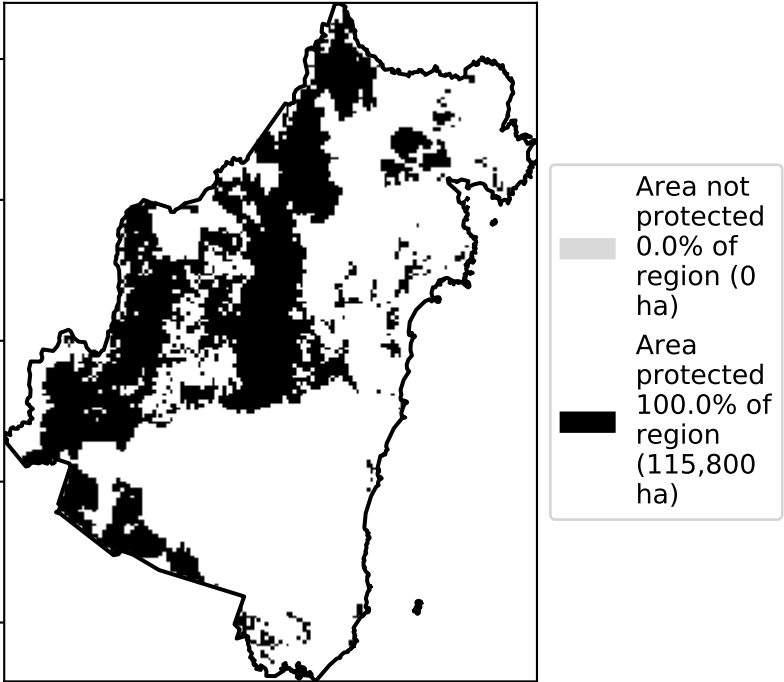 Area not
protected
0.0% of
region (0
ha)
Area
protected
100.0% of
region
(115,800
ha)